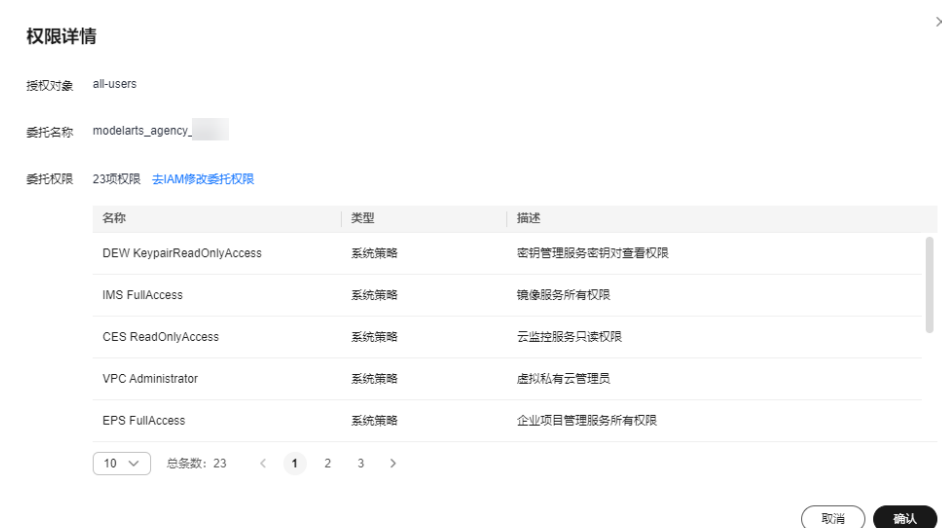 权限详情
授权对象 all-users
委托名称 modelarts_agency_
委托权限 23项权限 去IAM修改委托权限
名称 类型 描述
DEW KeypairReadOnlyAccess 系统策略 密钥管理服务密钥对查看权限
IMS FullAccess 系统策略 镜像服务所有权限
CES ReadOnlyAccess 系统策略 云监控服务只读权限
VPC Administrator 系统策略 虚拟私有云管理员
EPS FullAccess 系统策略 企业项目管理服务所有权限
10 总条数: 23 < 1 2 3 >
取消 确认